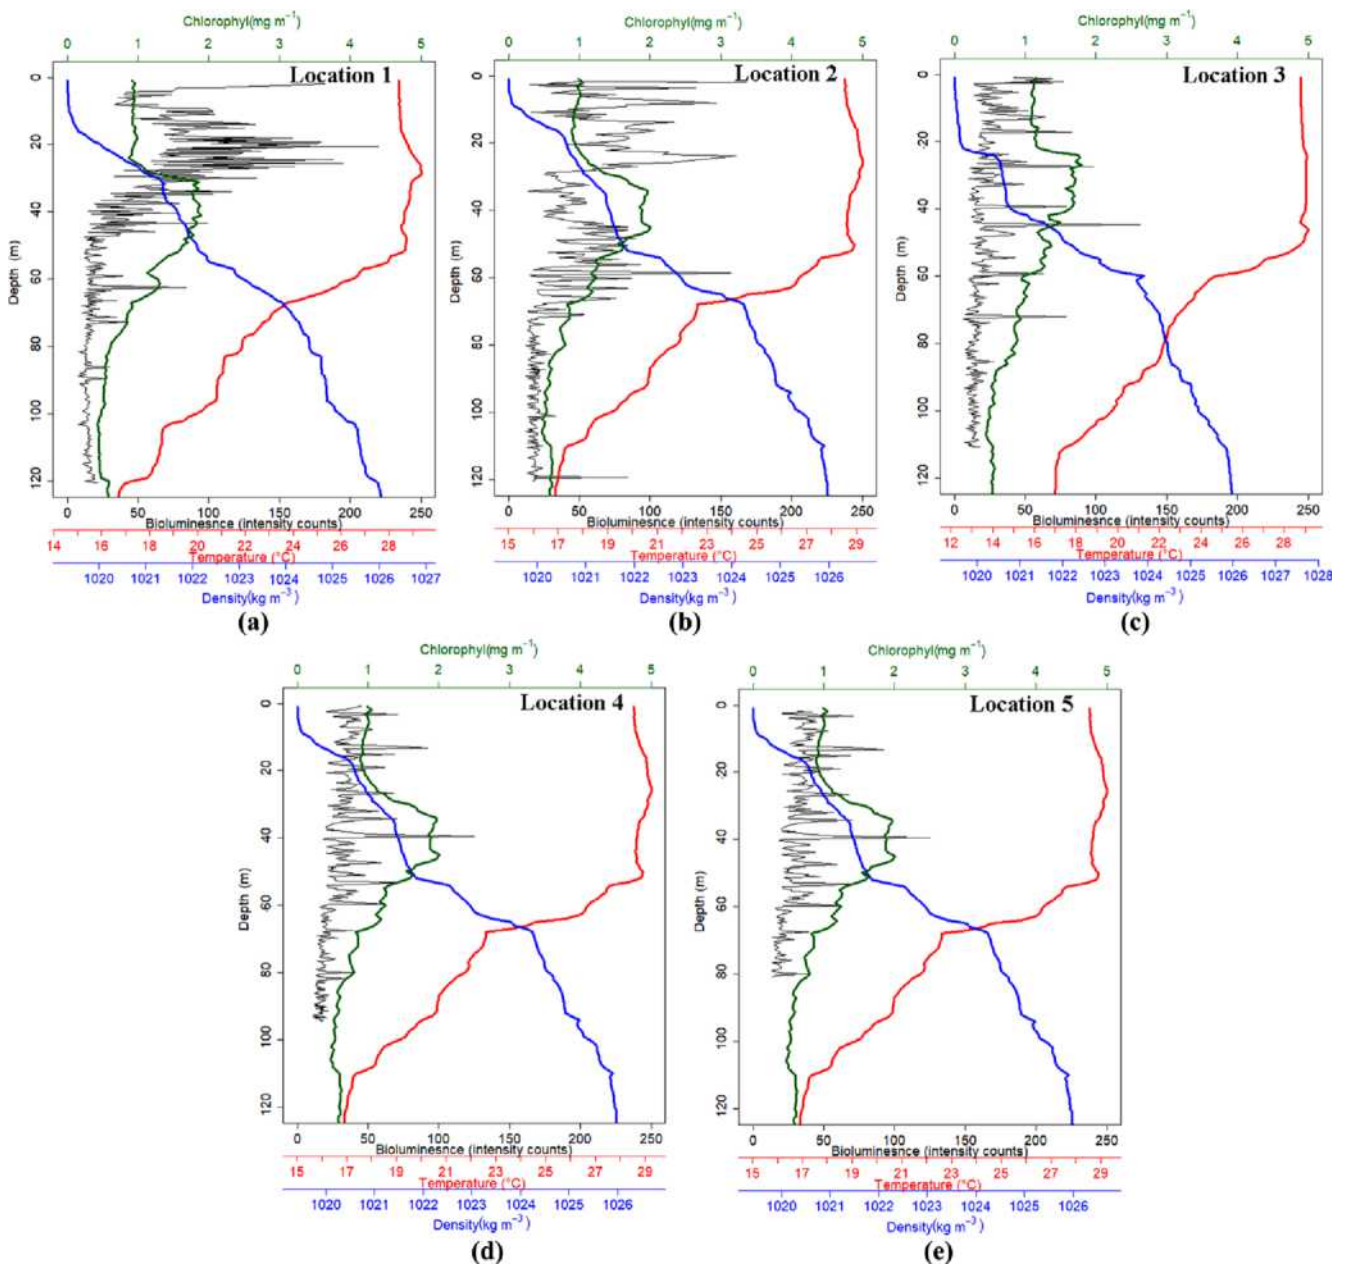 Chlorophyl(mg m⁻¹) Chlorophyl(mg m⁻¹) Chlorophyl(mg m⁻¹)
0 1 2 3 4 5 0 1 2 3 4 5 0 1 2 3 4 5
Location 1 Location 2 Location 3
Depth (m) Depth (m) Depth (m)
0 20 40 60 80 100 120 0 20 40 60 80 100 120 0 20 40 60 80 100 120
0 50 100 150 200 250 0 50 100 150 200 250 0 50 100 150 200 250
Bioluminesnce (intensity counts) Bioluminesnce (intensity counts) Bioluminesnce (intensity counts)
14 16 18 20 22 24 26 28 15 17 19 21 23 25 27 29 12 14 16 18 20 22 24 26 28
Temperature (°C) Temperature (°C) Temperature (°C)
1020 1021 1022 1023 1024 1025 1026 1027 1020 1021 1022 1023 1024 1025 1026 1020 1021 1022 1023 1024 1025 1026 1027 1028
Density(kg m⁻³) Density(kg m⁻³) Density(kg m⁻³)
(a) (b) (c)
Chlorophyl(mg m⁻¹) Chlorophyl(mg m⁻¹)
0 1 2 3 4 5 0 1 2 3 4 5
Location 4 Location 5
Depth (m) Depth (m)
0 20 40 60 80 100 120 0 20 40 60 80 100 120
0 50 100 150 200 250 0 50 100 150 200 250
Bioluminesnce (intensity counts) Bioluminesnce (intensity counts)
15 17 19 21 23 25 27 29 15 17 19 21 23 25 27 29
Temperature (°C) Temperature (°C)
1020 1021 1022 1023 1024 1025 1026 1020 1021 1022 1023 1024 1025 1026
Density(kg m⁻³) Density(kg m⁻³)
(d) (e)